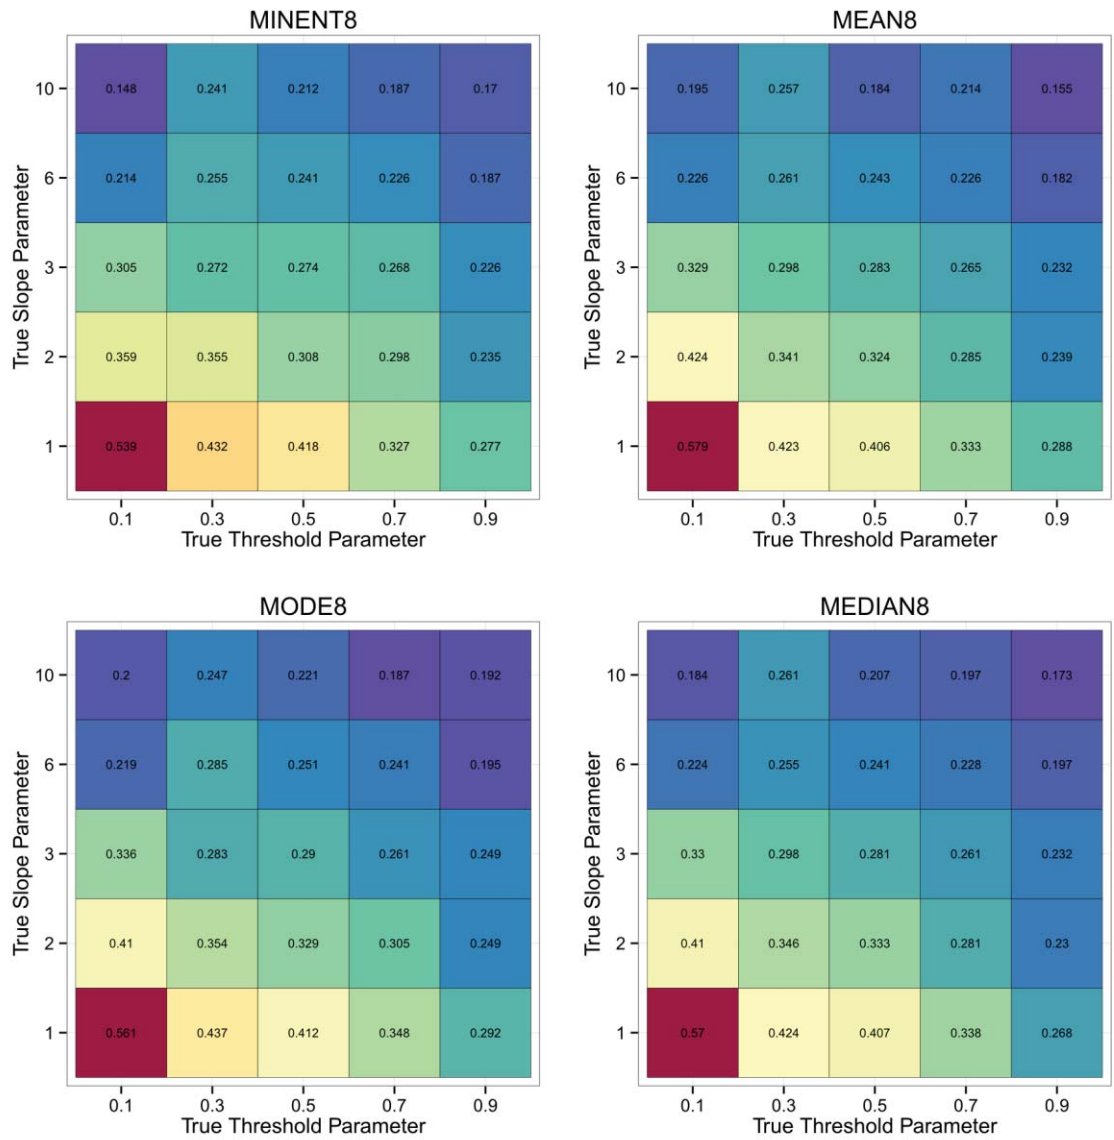 MINENT8
MEAN8
True Slope Parameter
10 0.148 0.241 0.212 0.187 0.17
6 0.214 0.255 0.241 0.226 0.187
3 0.305 0.272 0.274 0.268 0.226
2 0.359 0.355 0.308 0.298 0.235
1 0.539 0.432 0.418 0.327 0.277
0.1 0.3 0.5 0.7 0.9
True Threshold Parameter
True Slope Parameter
10 0.195 0.257 0.184 0.214 0.155
6 0.226 0.261 0.243 0.226 0.182
3 0.329 0.298 0.283 0.265 0.232
2 0.424 0.341 0.324 0.285 0.239
1 0.579 0.423 0.406 0.333 0.288
0.1 0.3 0.5 0.7 0.9
True Threshold Parameter
MODE8
MEDIAN8
True Slope Parameter
10 0.2 0.247 0.221 0.187 0.192
6 0.219 0.285 0.251 0.241 0.195
3 0.336 0.283 0.29 0.261 0.249
2 0.41 0.354 0.329 0.305 0.249
1 0.561 0.437 0.412 0.348 0.292
0.1 0.3 0.5 0.7 0.9
True Threshold Parameter
True Slope Parameter
10 0.184 0.261 0.207 0.197 0.173
6 0.224 0.255 0.241 0.228 0.197
3 0.33 0.298 0.281 0.261 0.232
2 0.41 0.346 0.333 0.281 0.23
1 0.57 0.424 0.407 0.338 0.268
0.1 0.3 0.5 0.7 0.9
True Threshold Parameter